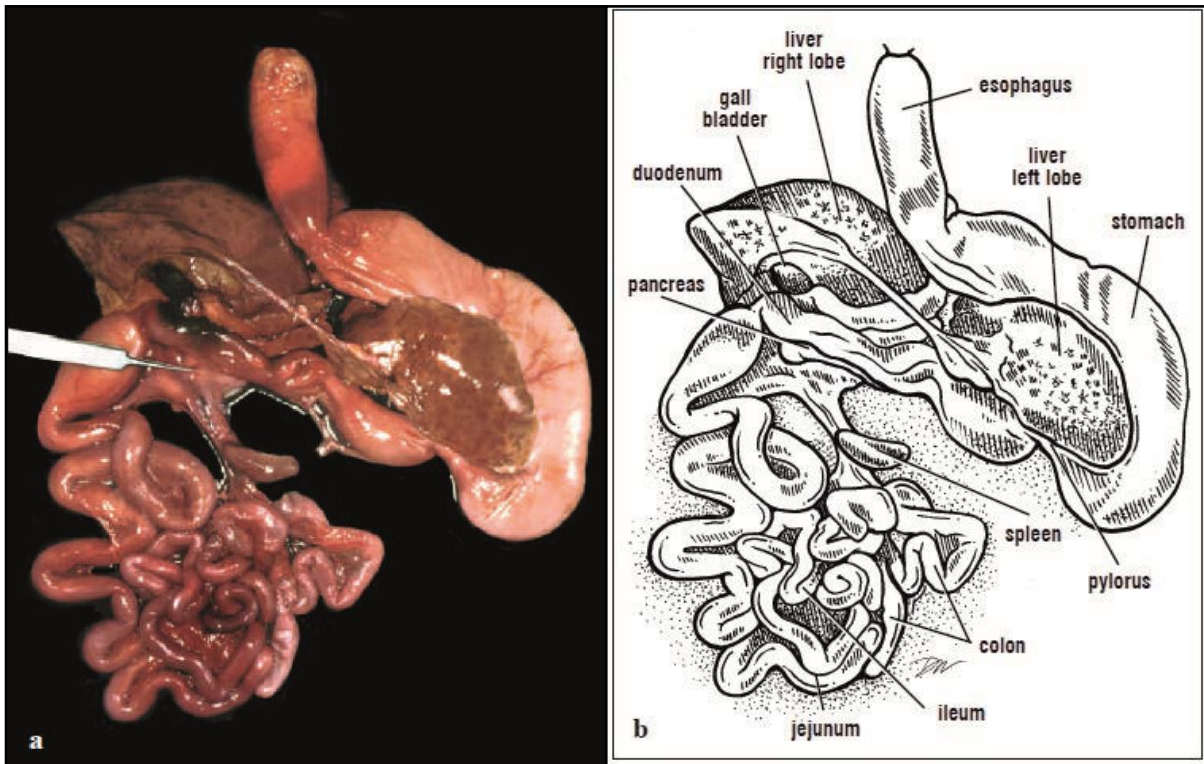 liver
right lobe
esophagus
gall
bladder
liver
left lobe
duodenum
stomach
pancreas
spleen
pylorus
colon
ileum
jejunum
a
b